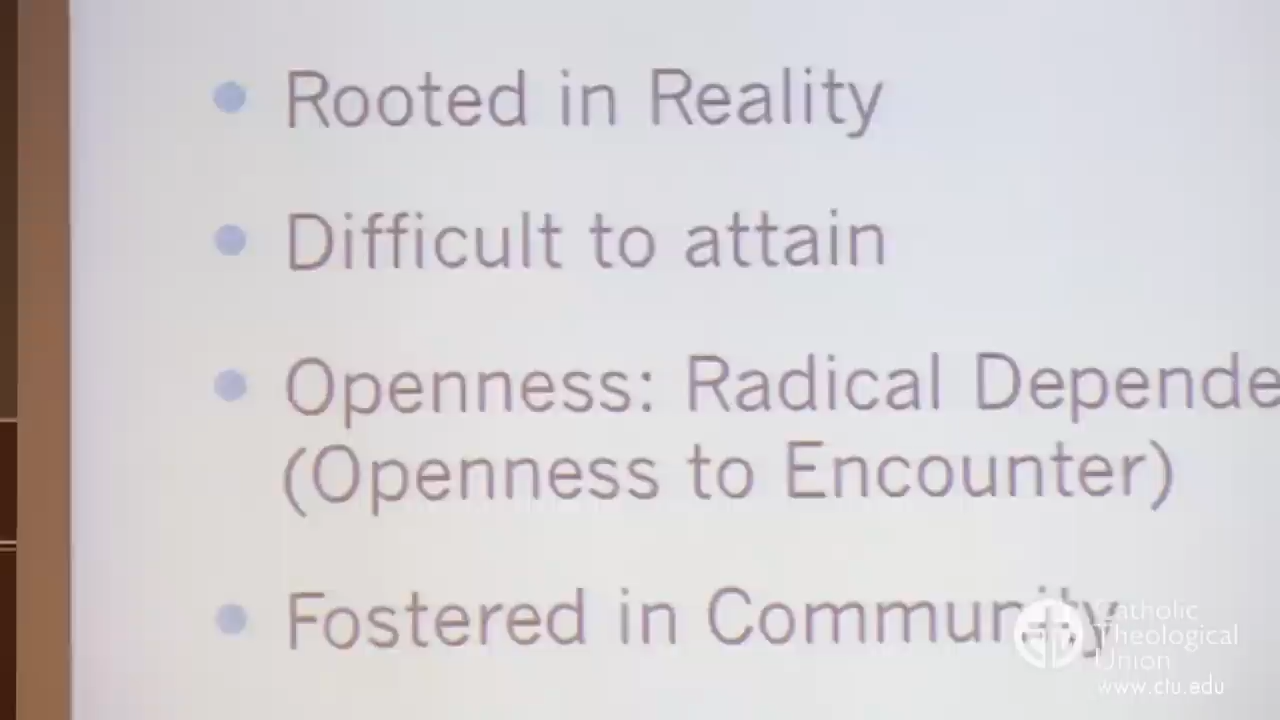 Rooted in Reality
Difficult to attain
Openness: Radical Depende
(Openness to Encounter)
Fostered in Community
Catholic
Theological
Union
www.ctu.edu